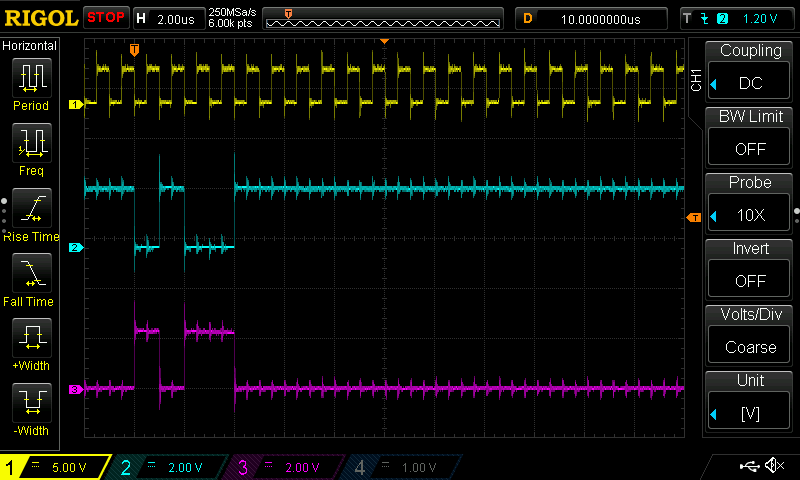 RIGOL STOP H 2.00us 250MSa/s 6.00k pts T D 10.0000000us T 2 1.20 V
Horizontal
Period
Freq
Rise Time
Fall Time
+Width
-Width
T
1
2
3
T
CH1
Coupling
DC
BW Limit
OFF
Probe
10X
Invert
OFF
Volts/Div
Coarse
Unit
[V]
1 5.00 V 2 2.00 V 3 2.00 V 4 1.00 V